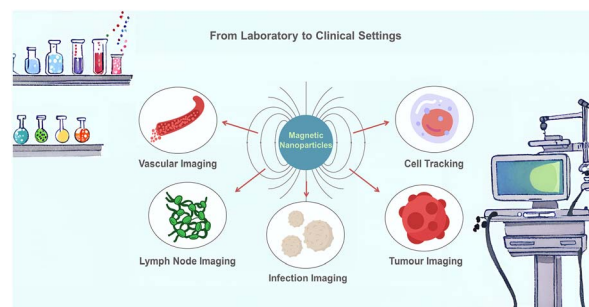 From Laboratory to Clinical Settings
Magnetic
Nanoparticles
Vascular Imaging
Cell Tracking
Lymph Node Imaging
Infection Imaging
Tumour Imaging